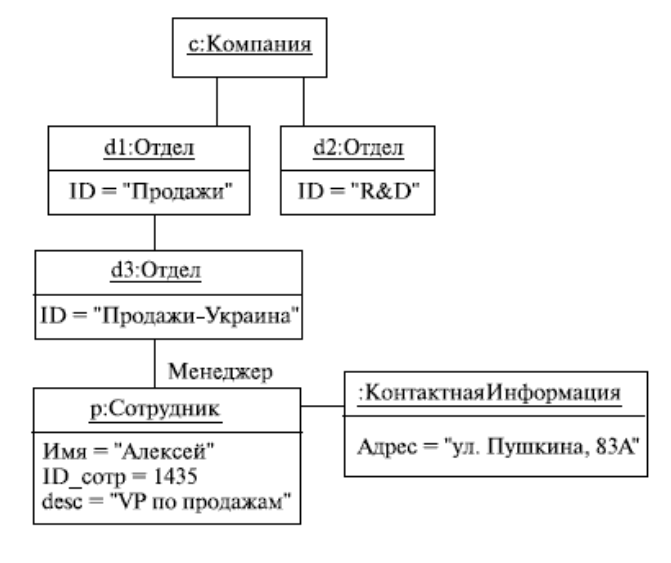 c:Компания
d1:Отдел
ID = "Продажи"
d2:Отдел
ID = "R&D"
d3:Отдел
ID = "Продажи-Украина"
Менеджер
p:Сотрудник
Имя = "Алексей"
ID_сотр = 1435
desc = "VP по продажам"
:КонтактнаяИнформация
Адрес = "ул. Пушкина, 83А"